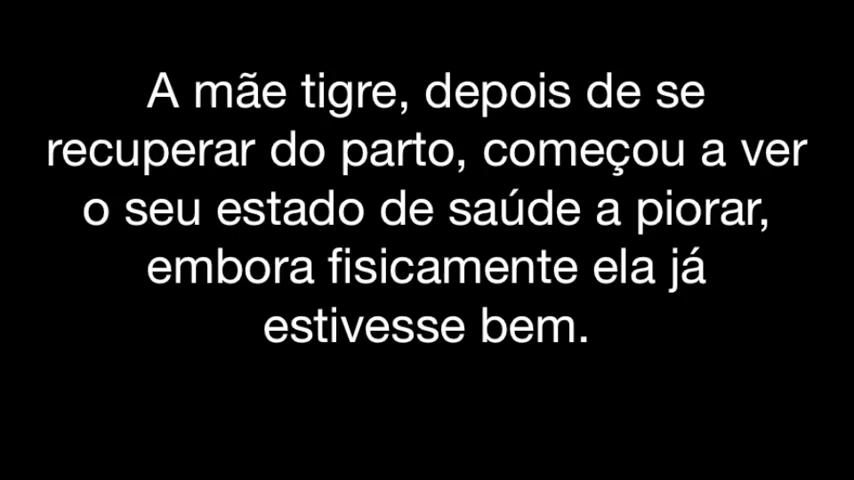 A mãe tigre, depois de se
recuperar do parto, começou a ver
o seu estado de saúde a piorar,
embora fisicamente ela já
estivesse bem.